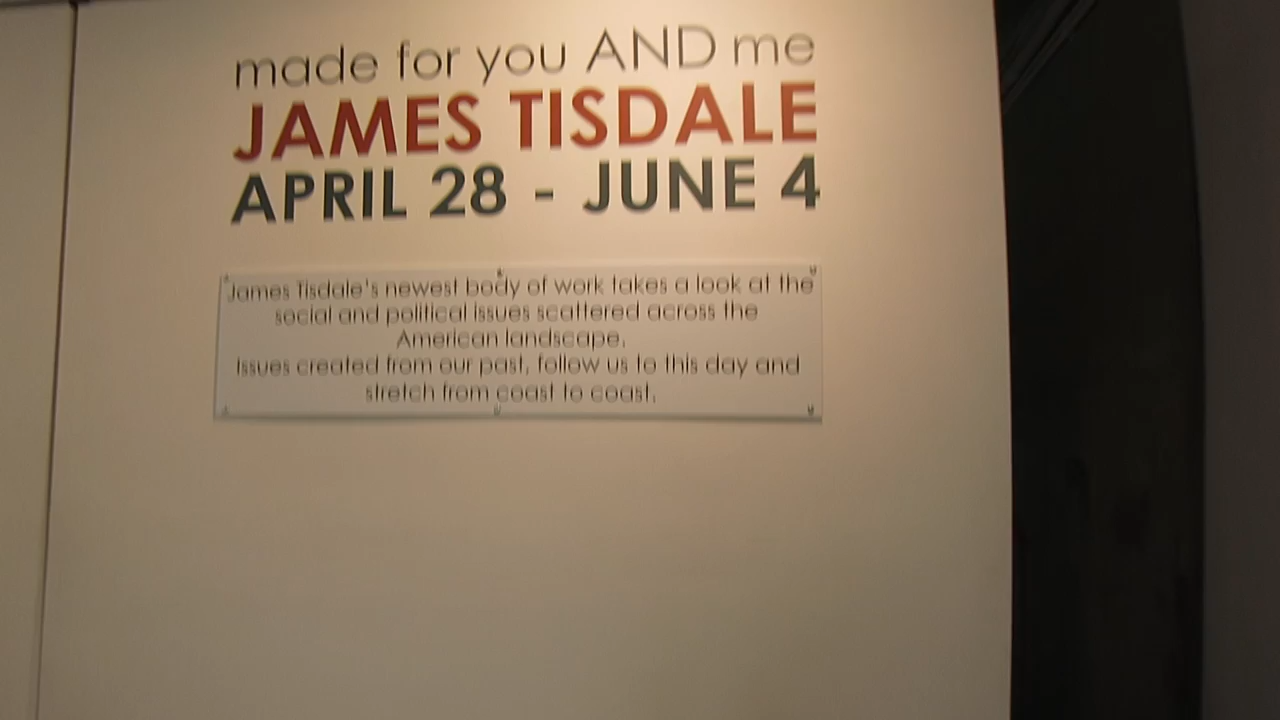 made for you AND me
JAMES TISDALE
APRIL 28 - JUNE 4
James Tisdale's newest body of work takes a look at the
social and political issues scattered across the
American landscape.
Issues created from our past, follow us to this day and
stretch from coast to coast.